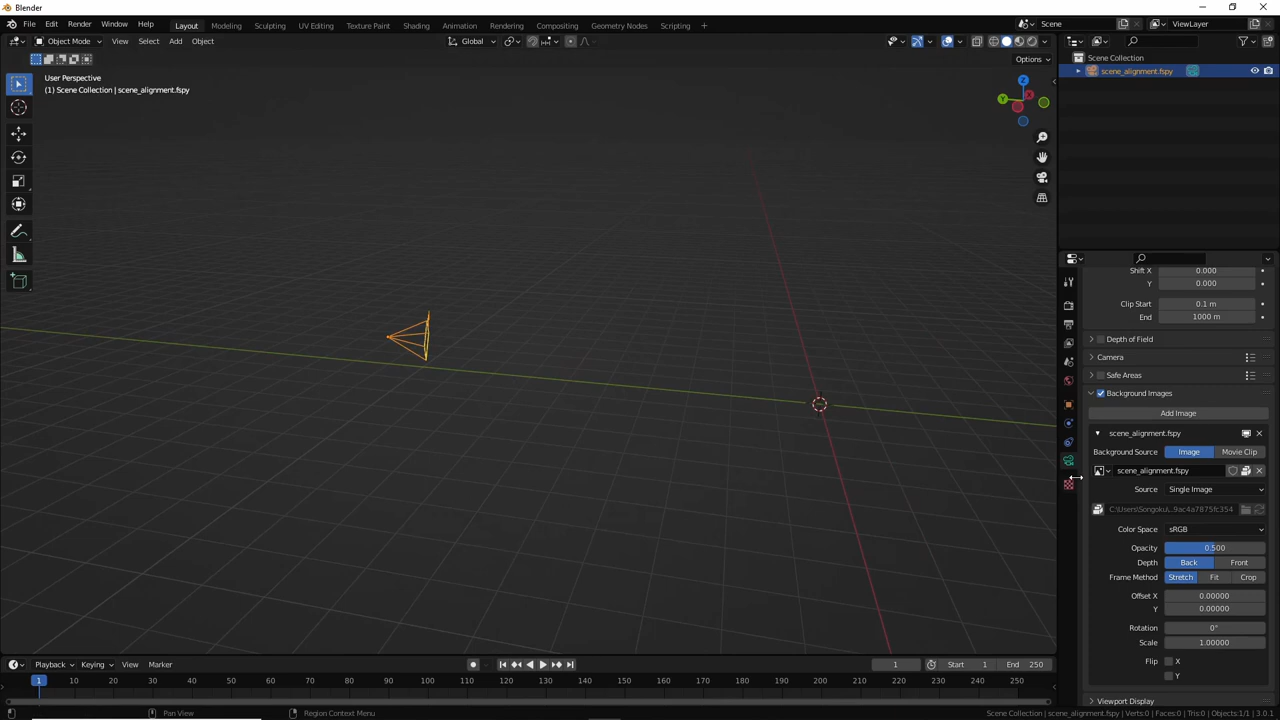 Blender
File Edit Render Window Help Layout Modeling Sculpting UV Editing Texture Paint Shading Animation Rendering Compositing Geometry Nodes Scripting + Scene ViewLayer
Object Mode View Select Add Object Global
Options
User Perspective
(1) Scene Collection | scene_alignment.fspy
Z
Y
X
Scene Collection
scene_alignment.fspy
Shift X 0.000
Y 0.000
Clip Start 0.1 m
End 1000 m
Depth of Field
Camera
Safe Areas
Background Images
Add Image
scene_alignment.fspy
Background Source Image Movie Clip
scene_alignment.fspy
Source Single Image
C:\Users\Songoku\...9ac4a7875fc354
Color Space sRGB
Opacity 0.500
Depth Back Front
Frame Method Stretch Fit Crop
Offset X 0.00000
Y 0.00000
Rotation 0°
Scale 1.00000
Flip X
Y
Viewport Display
Playback Keying View Marker 1 Start 1 End 250
1 10 20 30 40 50 60 70 80 90 100 110 120 130 140 150 160 170 180 190 200 210 220 230 240 250
Pan View Region Context Menu Scene Collection | scene_alignment.fspy | Verts:0 | Faces:0 | Tris:0 | Objects:1/1 | 3.0.1